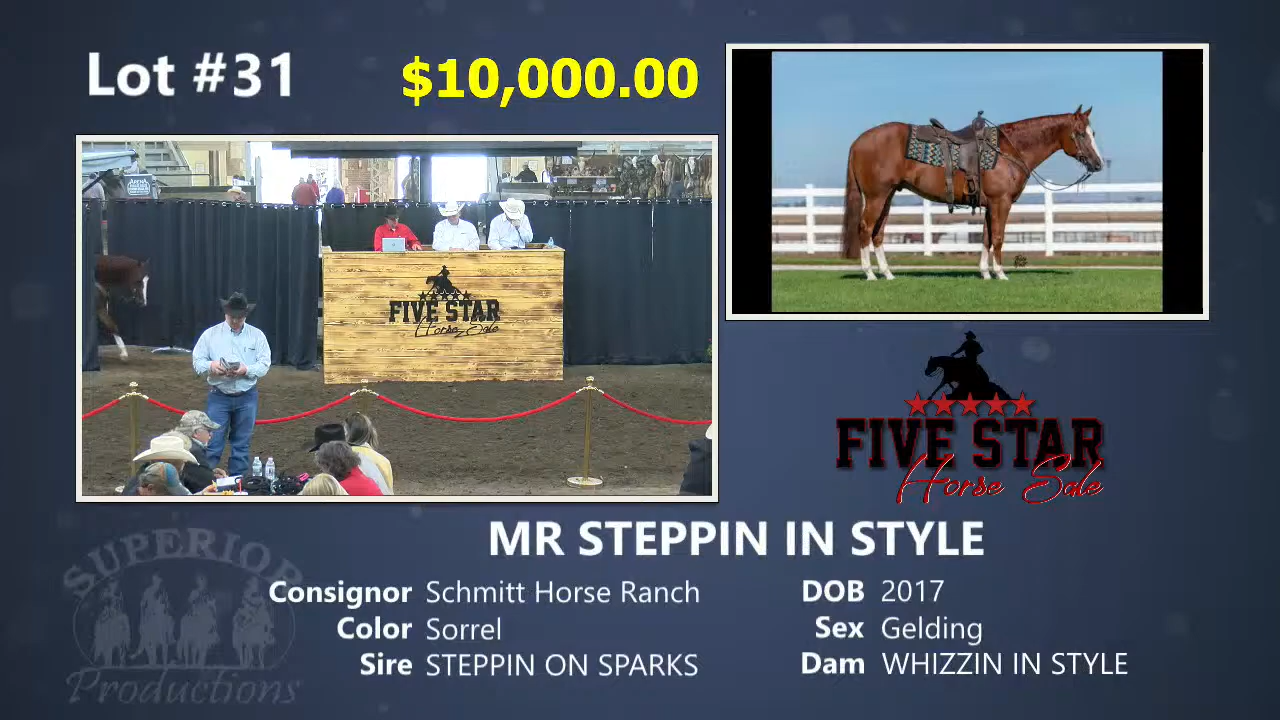 Lot #31
$10,000.00
FIVE STAR
Horse Sale
FIVE STAR
Horse Sale
MR STEPPIN IN STYLE
Consignor Schmitt Horse Ranch
DOB 2017
Color Sorrel
Sex Gelding
Sire STEPPIN ON SPARKS
Dam WHIZZIN IN STYLE
SUPERIOR
Productions